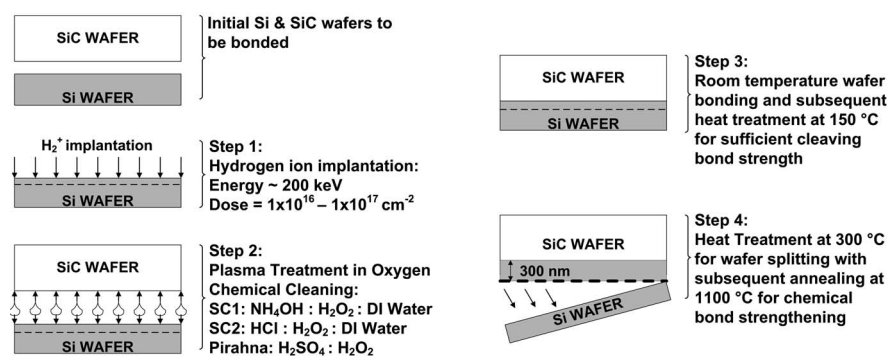 SiC WAFER
Si WAFER
Initial Si & SiC wafers to
be bonded
H₂⁺ implantation
Si WAFER
Step 1:
Hydrogen ion implantation:
Energy ~ 200 keV
Dose = 1x10¹⁶ – 1x10¹⁷ cm⁻²
SiC WAFER
Si WAFER
Step 2:
Plasma Treatment in Oxygen
Chemical Cleaning:
SC1: NH₄OH : H₂O₂ : DI Water
SC2: HCl : H₂O₂ : DI Water
Pirahna: H₂SO₄ : H₂O₂
SiC WAFER
Si WAFER
Step 3:
Room temperature wafer
bonding and subsequent
heat treatment at 150 °C
for sufficient cleaving
bond strength
SiC WAFER
300 nm
Si WAFER
Step 4:
Heat Treatment at 300 °C
for wafer splitting with
subsequent annealing at
1100 °C for chemical
bond strengthening